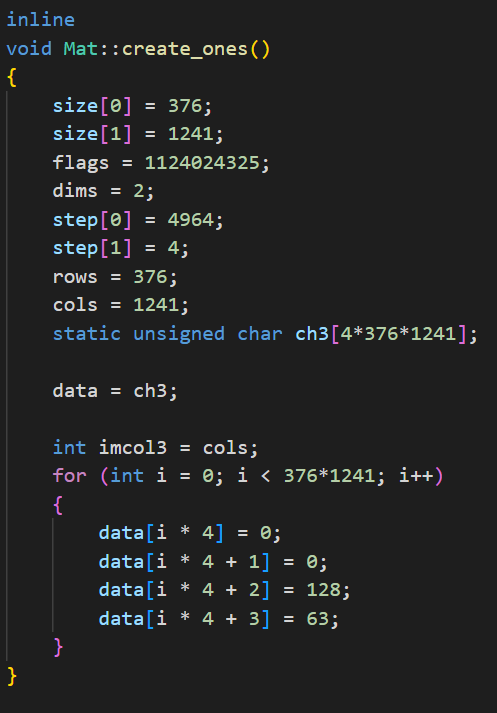 inline
void Mat::create_ones()
{
    size[0] = 376;
    size[1] = 1241;
    flags = 1124024325;
    dims = 2;
    step[0] = 4964;
    step[1] = 4;
    rows = 376;
    cols = 1241;
    static unsigned char ch3[4*376*1241];

    data = ch3;

    int imcol3 = cols;
    for (int i = 0; i < 376*1241; i++)
    {
        data[i * 4] = 0;
        data[i * 4 + 1] = 0;
        data[i * 4 + 2] = 128;
        data[i * 4 + 3] = 63;
    }
}